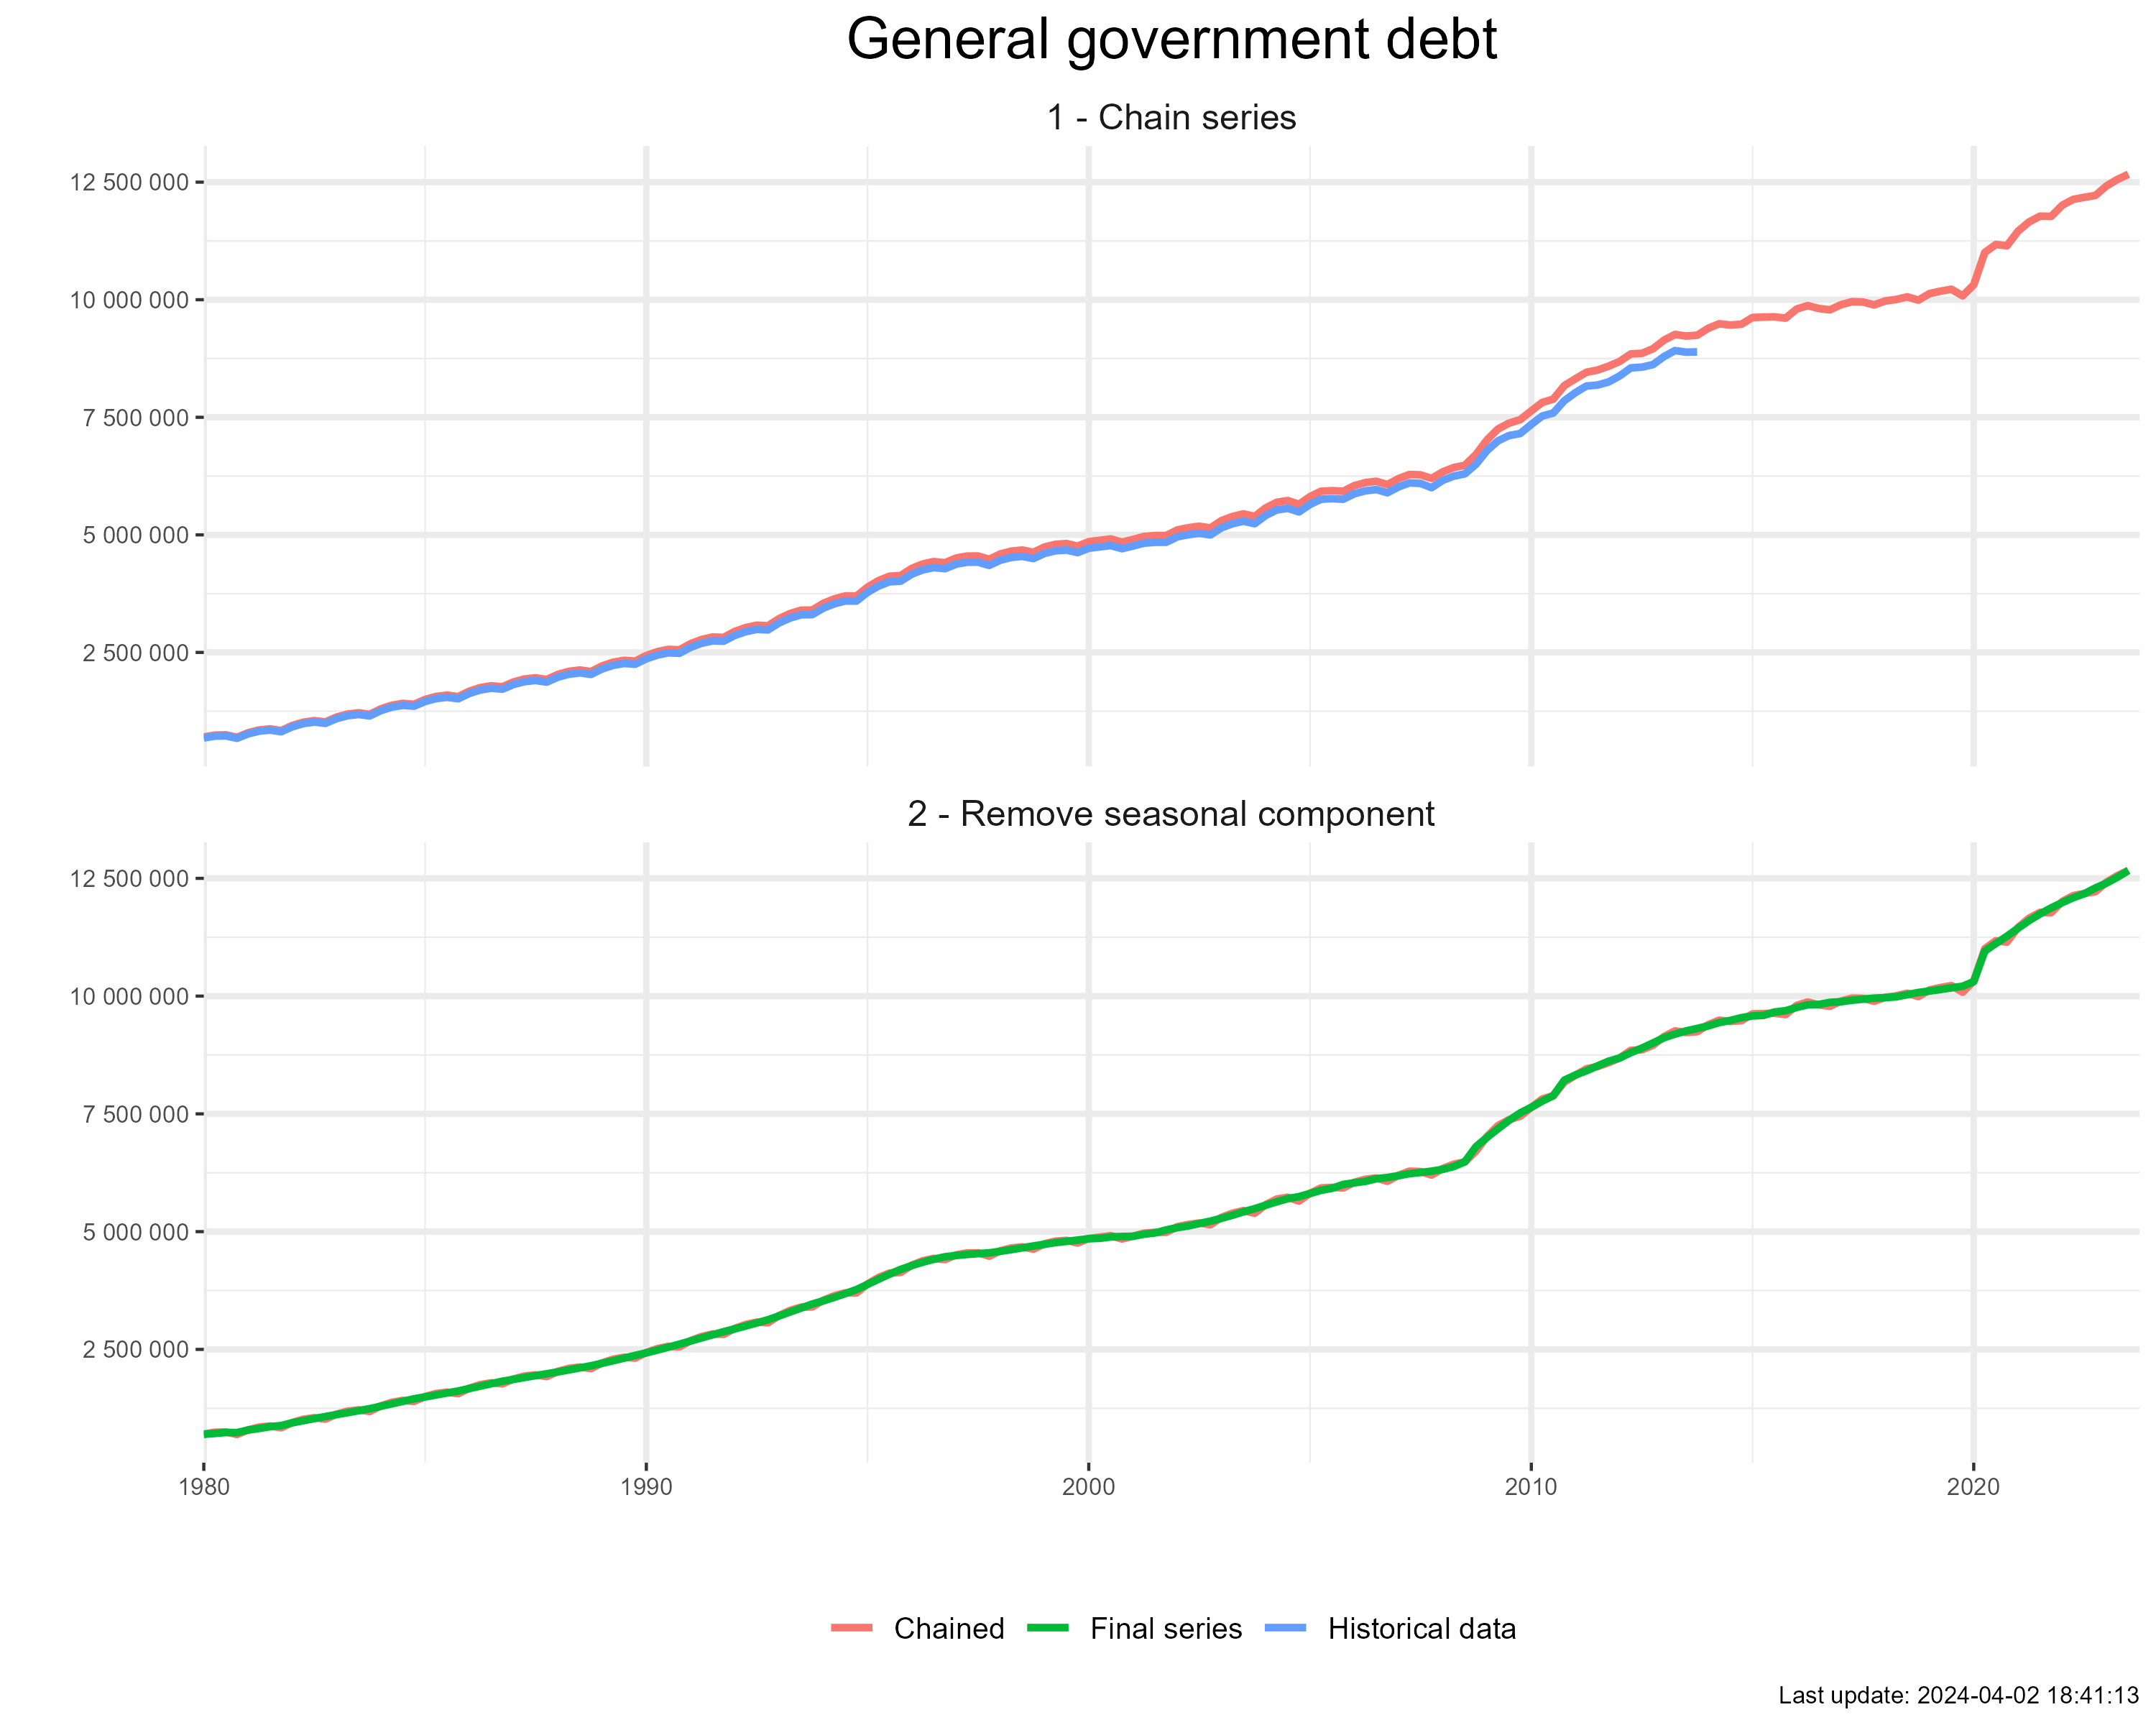 General government debt
1 - Chain series
12 500 000
10 000 000
7 500 000
5 000 000
2 500 000
2 - Remove seasonal component
12 500 000
10 000 000
7 500 000
5 000 000
2 500 000
1980 1990 2000 2010 2020
Chained Final series Historical data
Last update: 2024-04-02 18:41:13